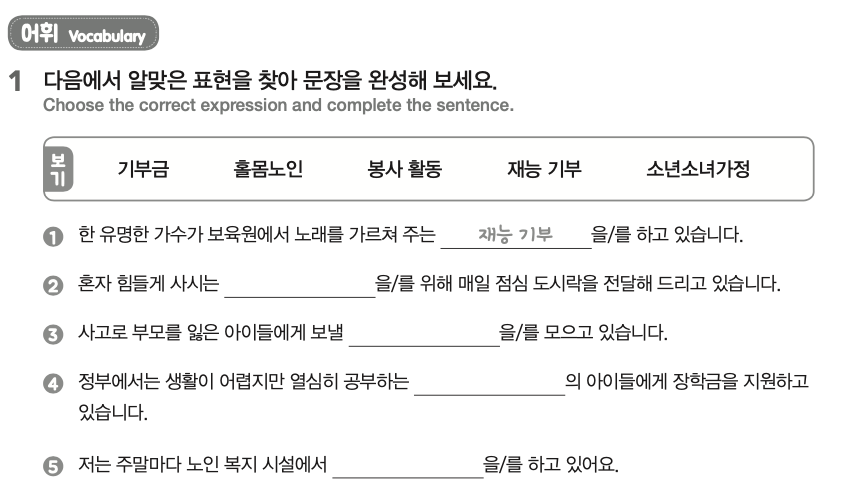 어휘 Vocabulary
1 다음에서 알맞은 표현을 찾아 문장을 완성해 보세요.
Choose the correct expression and complete the sentence.
보기 기부금 홀몸노인 봉사 활동 재능 기부 소년소녀가정
1 한 유명한 가수가 보육원에서 노래를 가르쳐 주는 재능 기부 을/를 하고 있습니다.
2 혼자 힘들게 사시는 ____________ 을/를 위해 매일 점심 도시락을 전달해 드리고 있습니다.
3 사고로 부모를 잃은 아이들에게 보낼 ____________ 을/를 모으고 있습니다.
4 정부에서는 생활이 어렵지만 열심히 공부하는 ____________ 의 아이들에게 장학금을 지원하고
있습니다.
5 저는 주말마다 노인 복지 시설에서 ____________ 을/를 하고 있어요.